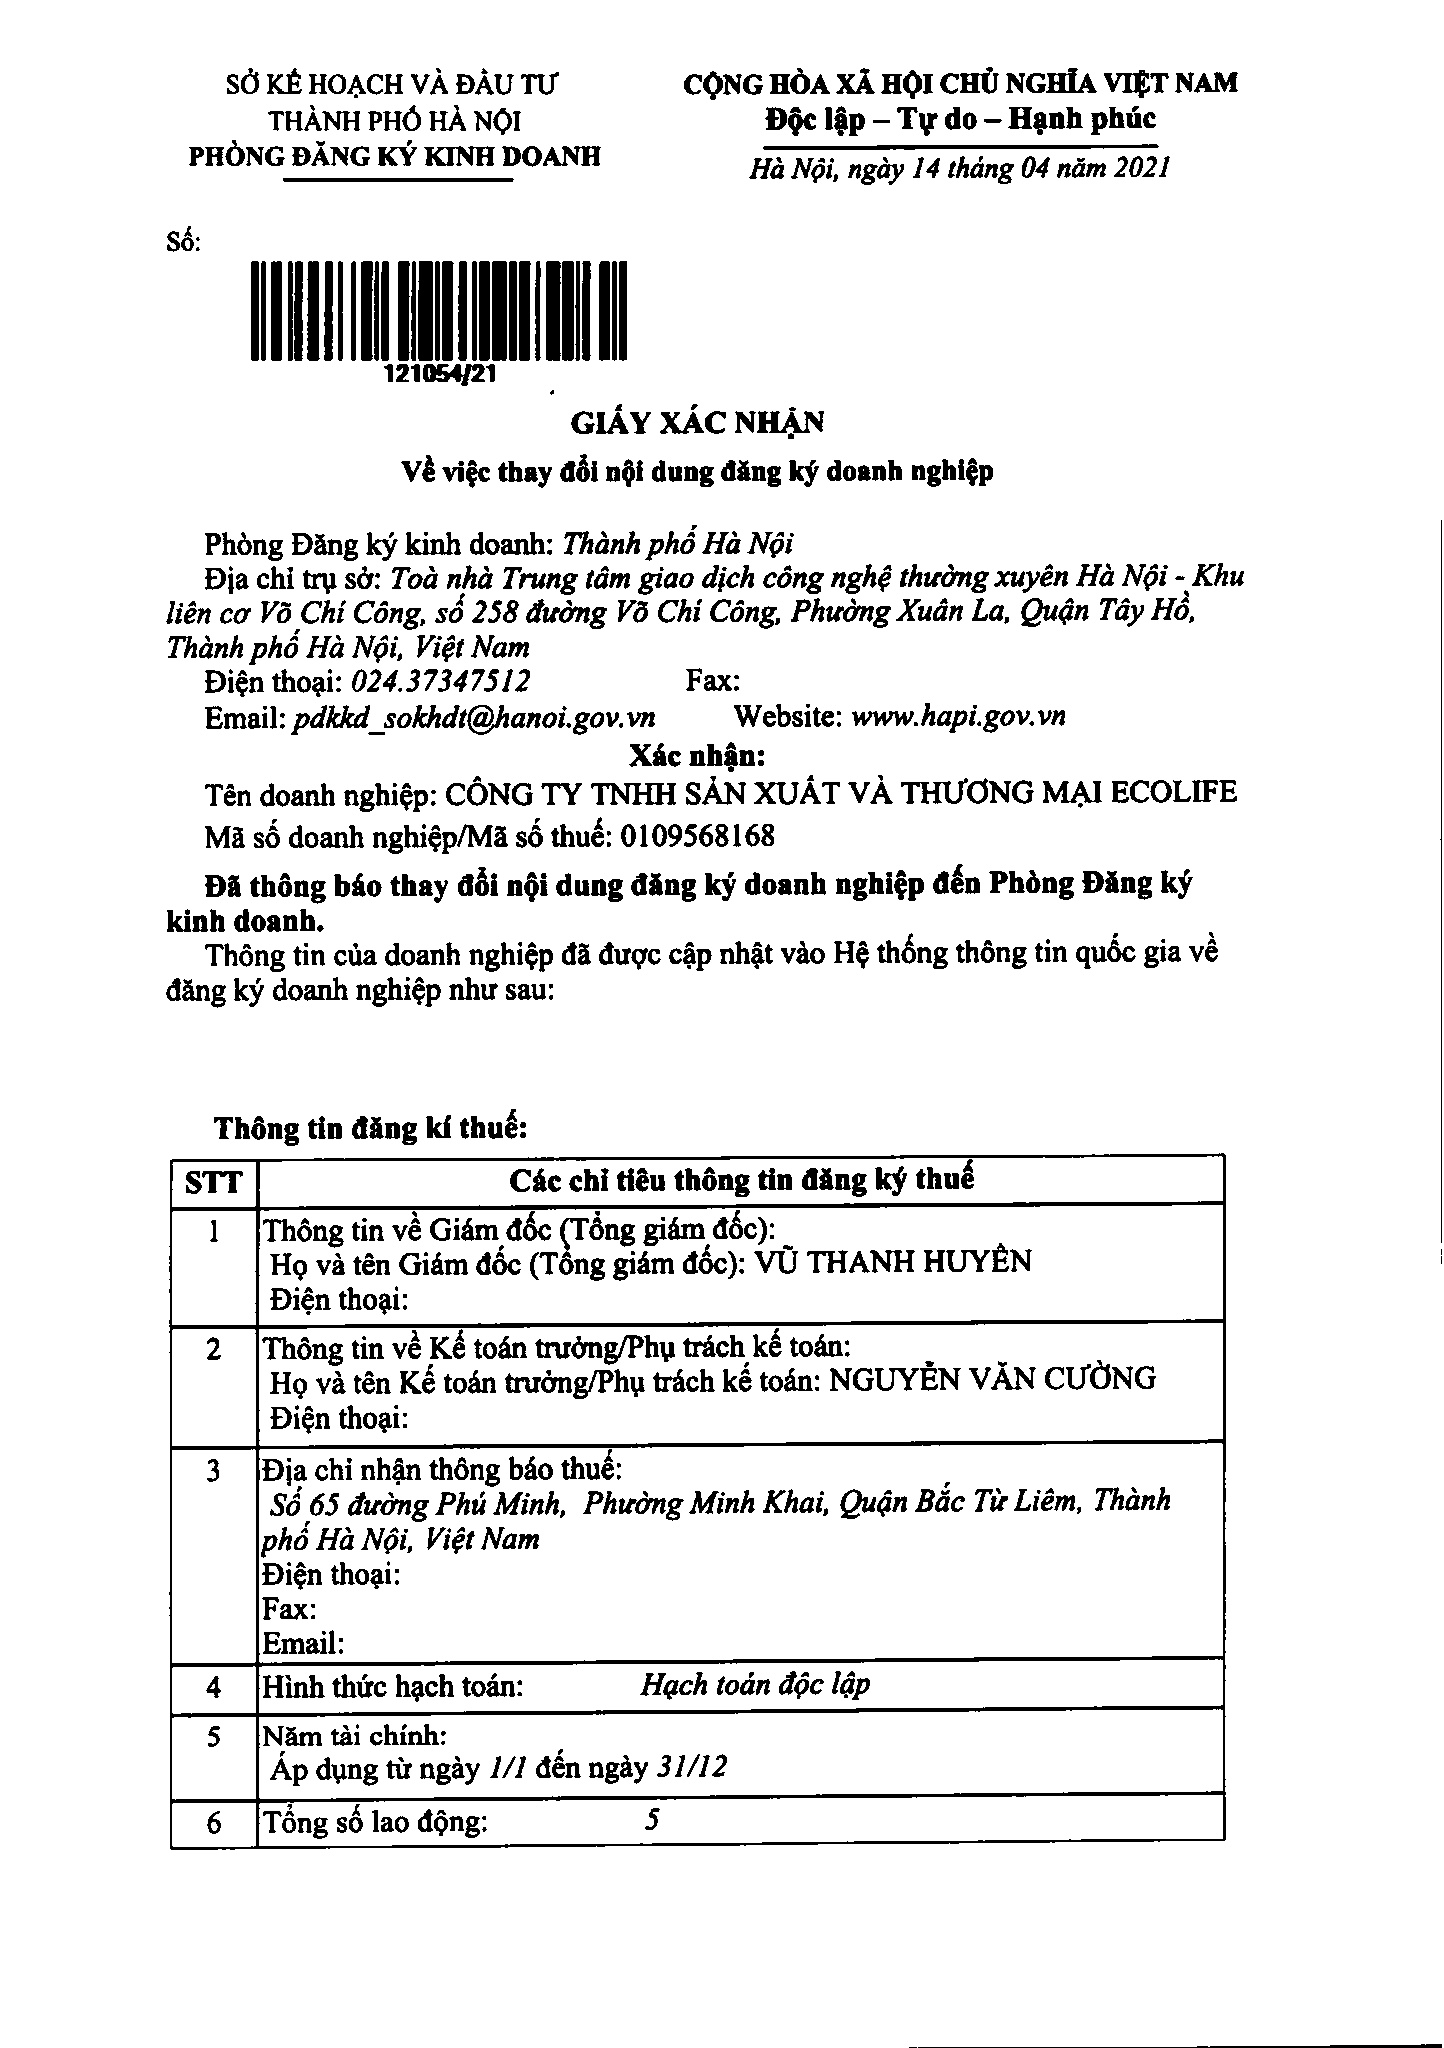 SỞ KẾ HOẠCH VÀ ĐẦU TƯ
THÀNH PHỐ HÀ NỘI
PHÒNG ĐĂNG KÝ KINH DOANH
CỘNG HÒA XÃ HỘI CHỦ NGHĨA VIỆT NAM
Độc lập – Tự do – Hạnh phúc
Hà Nội, ngày 14 tháng 04 năm 2021
Số:
121054/21
GIẤY XÁC NHẬN
Về việc thay đổi nội dung đăng ký doanh nghiệp
Phòng Đăng ký kinh doanh: Thành phố Hà Nội
Địa chỉ trụ sở: Toà nhà Trung tâm giao dịch công nghệ thường xuyên Hà Nội - Khu
liên cơ Võ Chí Công, số 258 đường Võ Chí Công, Phường Xuân La, Quận Tây Hồ,
Thành phố Hà Nội, Việt Nam
Điện thoại: 024.37347512 Fax:
Email: pdkkd_sokhdt@hanoi.gov.vn Website: www.hapi.gov.vn
Xác nhận:
Tên doanh nghiệp: CÔNG TY TNHH SẢN XUẤT VÀ THƯƠNG MẠI ECOLIFE
Mã số doanh nghiệp/Mã số thuế: 0109568168
Đã thông báo thay đổi nội dung đăng ký doanh nghiệp đến Phòng Đăng ký
kinh doanh.
Thông tin của doanh nghiệp đã được cập nhật vào Hệ thống thông tin quốc gia về
đăng ký doanh nghiệp như sau:
Thông tin đăng kí thuế:
STT Các chỉ tiêu thông tin đăng ký thuế
1 Thông tin về Giám đốc (Tổng giám đốc):
Họ và tên Giám đốc (Tổng giám đốc): VŨ THANH HUYỀN
Điện thoại:
2 Thông tin về Kế toán trưởng/Phụ trách kế toán:
Họ và tên Kế toán trưởng/Phụ trách kế toán: NGUYỄN VĂN CƯỜNG
Điện thoại:
3 Địa chỉ nhận thông báo thuế:
Số 65 đường Phú Minh, Phường Minh Khai, Quận Bắc Từ Liêm, Thành
phố Hà Nội, Việt Nam
Điện thoại:
Fax:
Email:
4 Hình thức hạch toán: Hạch toán độc lập
5 Năm tài chính:
Áp dụng từ ngày 1/1 đến ngày 31/12
6 Tổng số lao động: 5